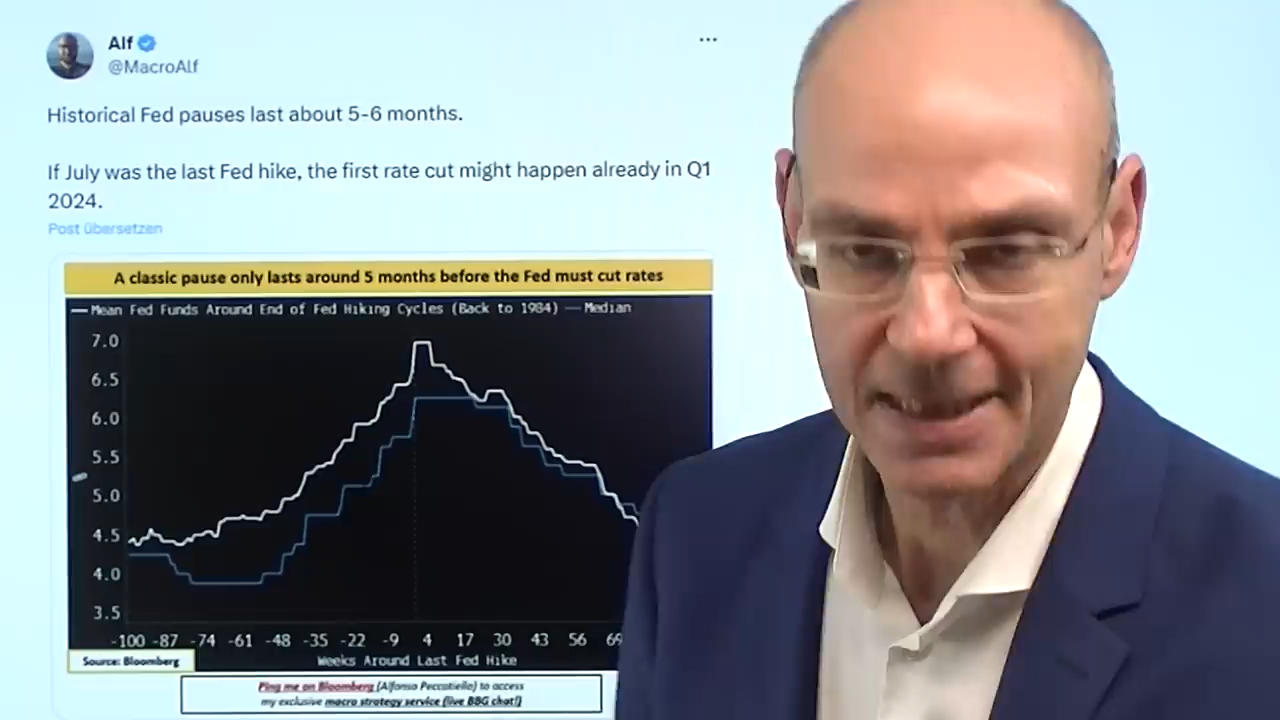 Alf
@MacroAlf
Historical Fed pauses last about 5-6 months.
If July was the last Fed hike, the first rate cut might happen already in Q1
2024.
Post übersetzen
A classic pause only lasts around 5 months before the Fed must cut rates
Mean Fed Funds Around End of Fed Hiking Cycles (Back to 1984) Median
7.0
6.5
6.0
5.5
5.0
4.5
4.0
3.5
-100 -87 -74 -61 -48 -35 -22 -9 4 17 30 43 56 69
Weeks Around Last Fed Hike
Source: Bloomberg
Ping me on Bloomberg (Alfonso Peccatiello) to access
my exclusive macro strategy service (live BBG chat!)